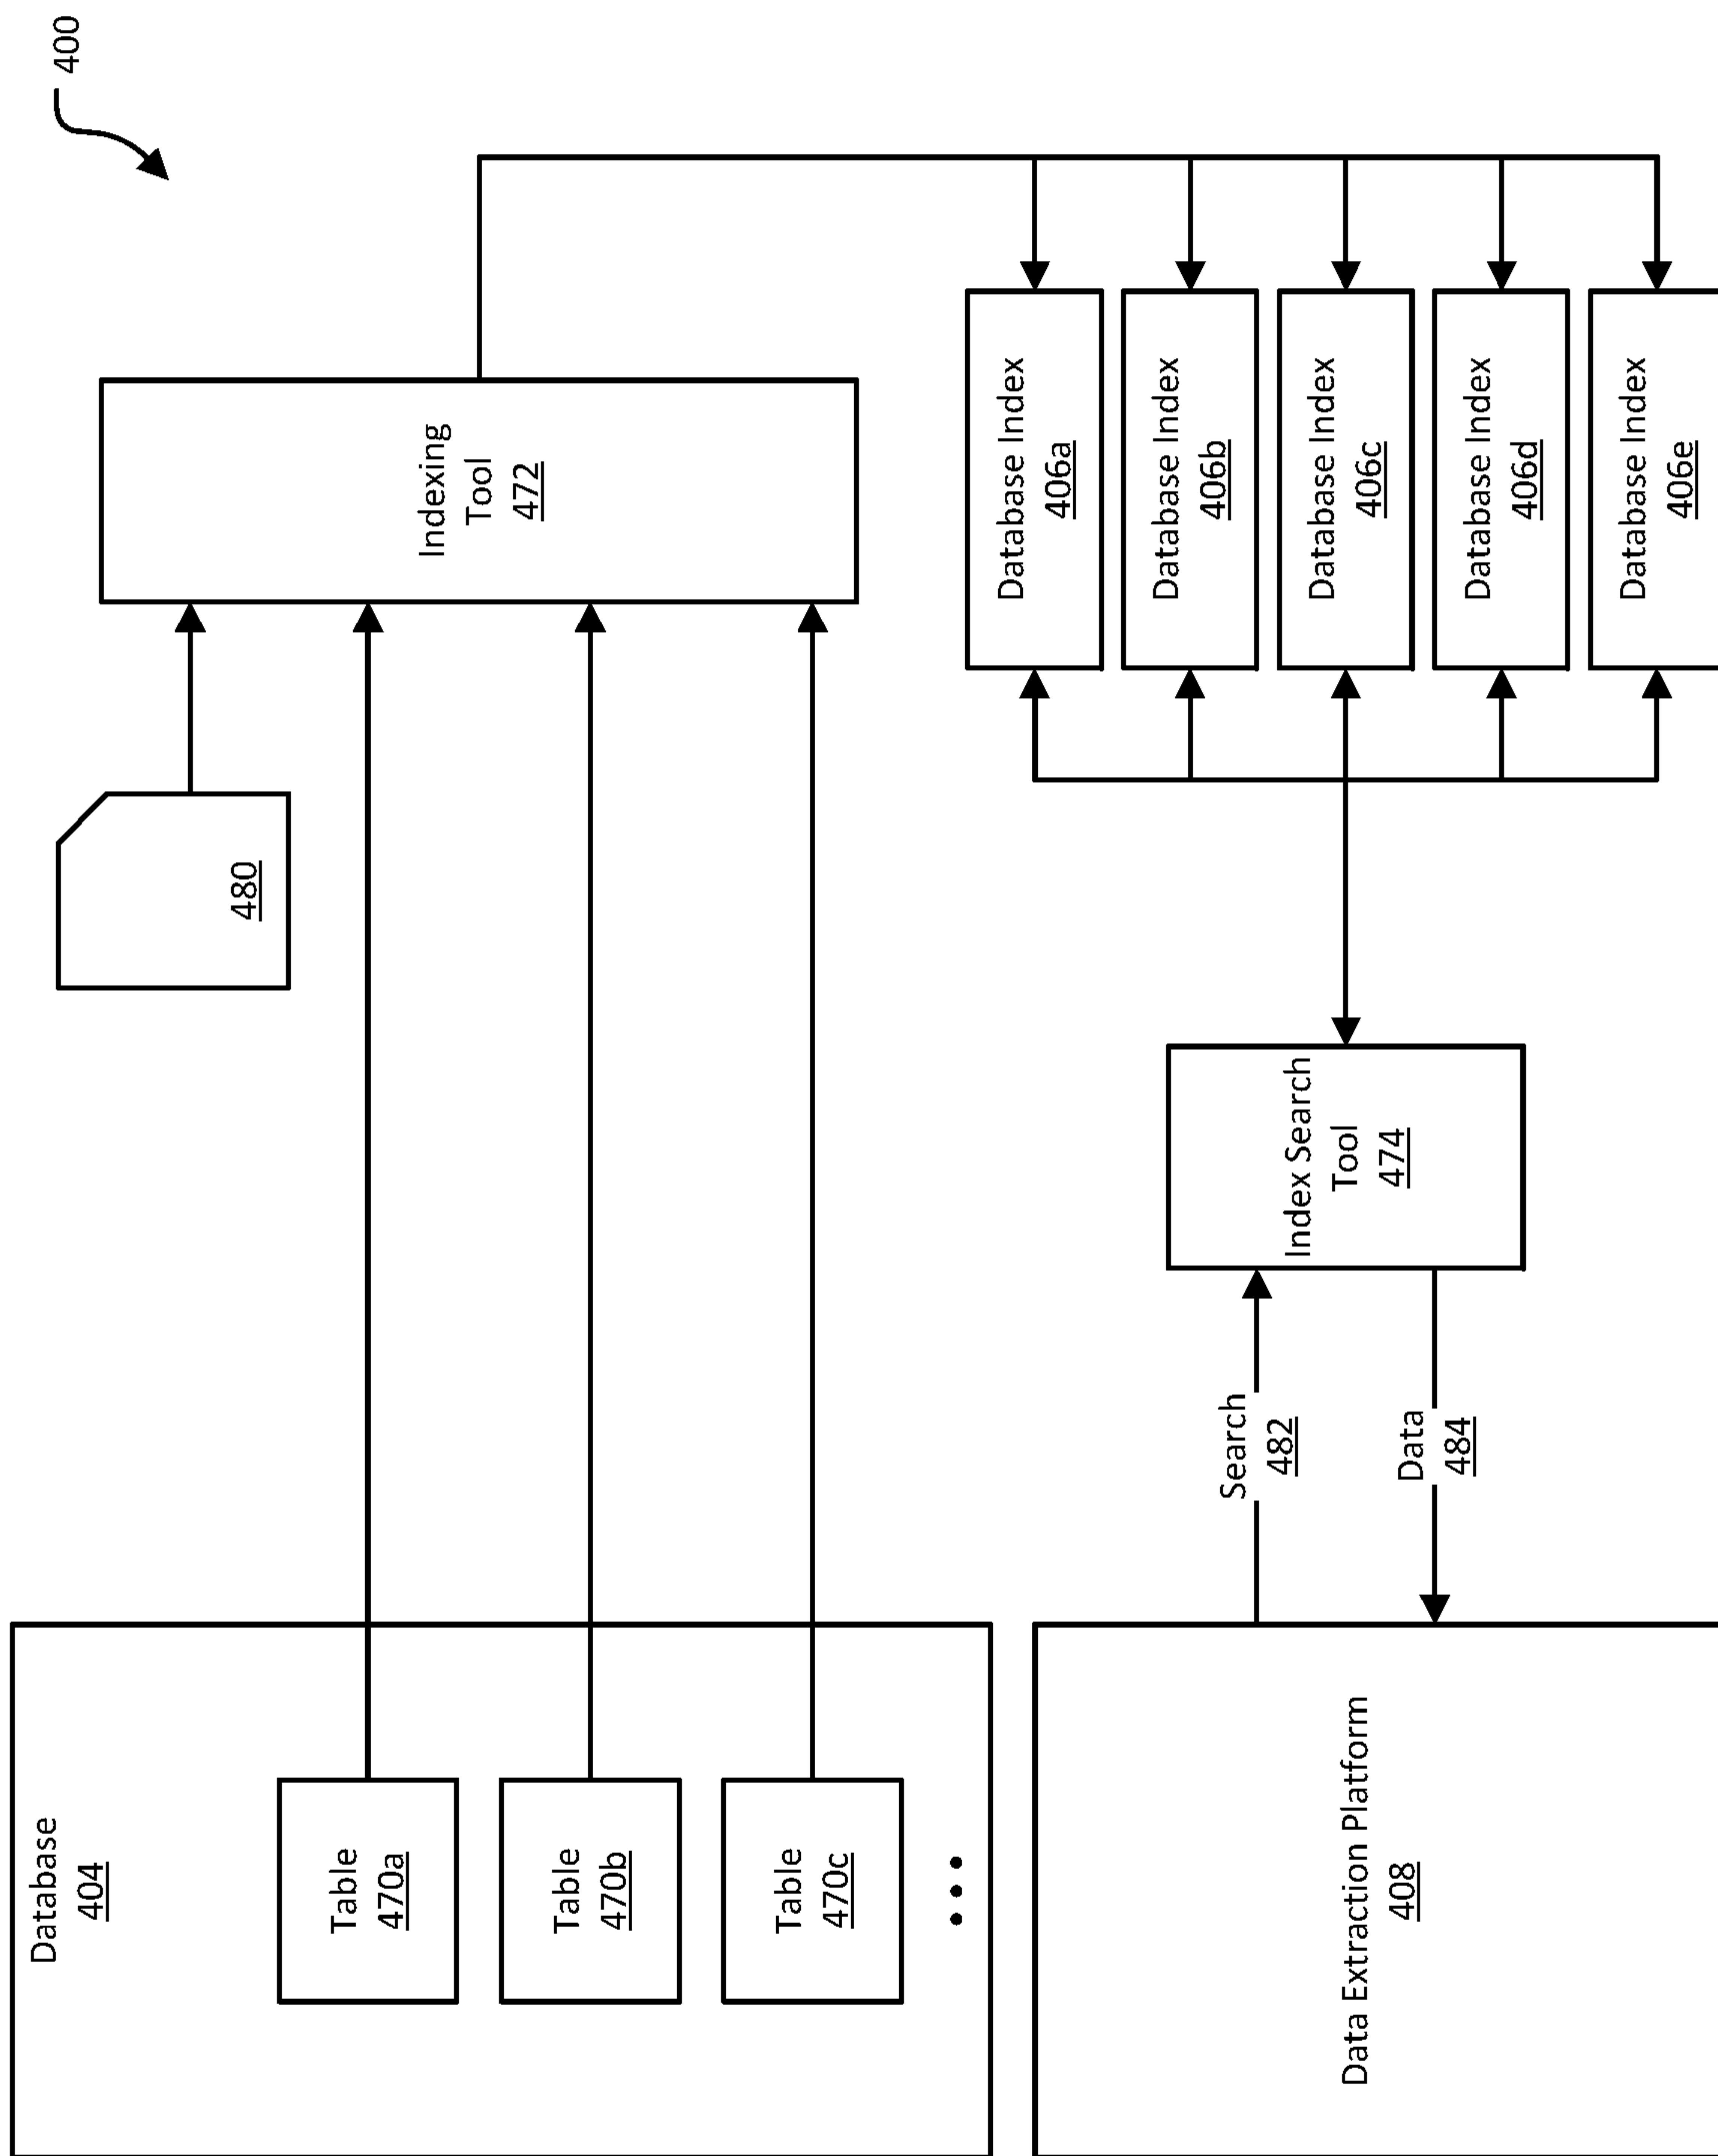 400
Database
404
Table
470a
Table
470b
Table
470c
480
Indexing
Tool
472
Data Extraction Platform
408
Search
482
Data
484
Index Search
Tool
474
Database Index
406a
Database Index
406b
Database Index
406c
Database Index
406d
Database Index
406e